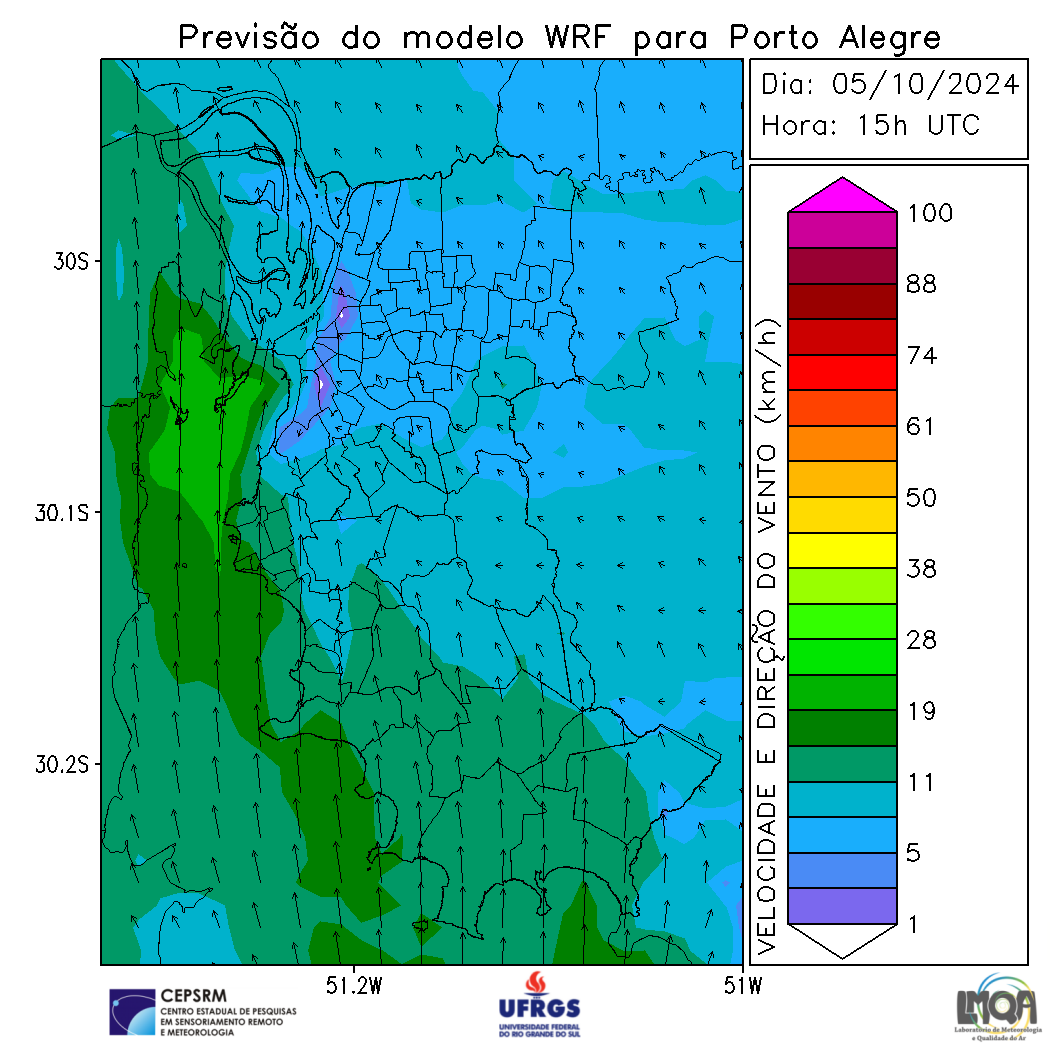 Previsão do modelo WRF para Porto Alegre
Dia: 05/10/2024
Hora: 15h UTC
30S
30.1S
30.2S
51.2W
51W
VELOCIDADE E DIREÇÃO DO VENTO (km/h)
100
88
74
61
50
38
28
19
11
5
1
CEPSRM
CENTRO ESTADUAL DE PESQUISAS
EM SENSORIAMENTO REMOTO
E METEOROLOGIA
UFRGS
UNIVERSIDADE FEDERAL
DO RIO GRANDE DO SUL
LMQA
Laboratório de Meteorologia
e Qualidade do Ar